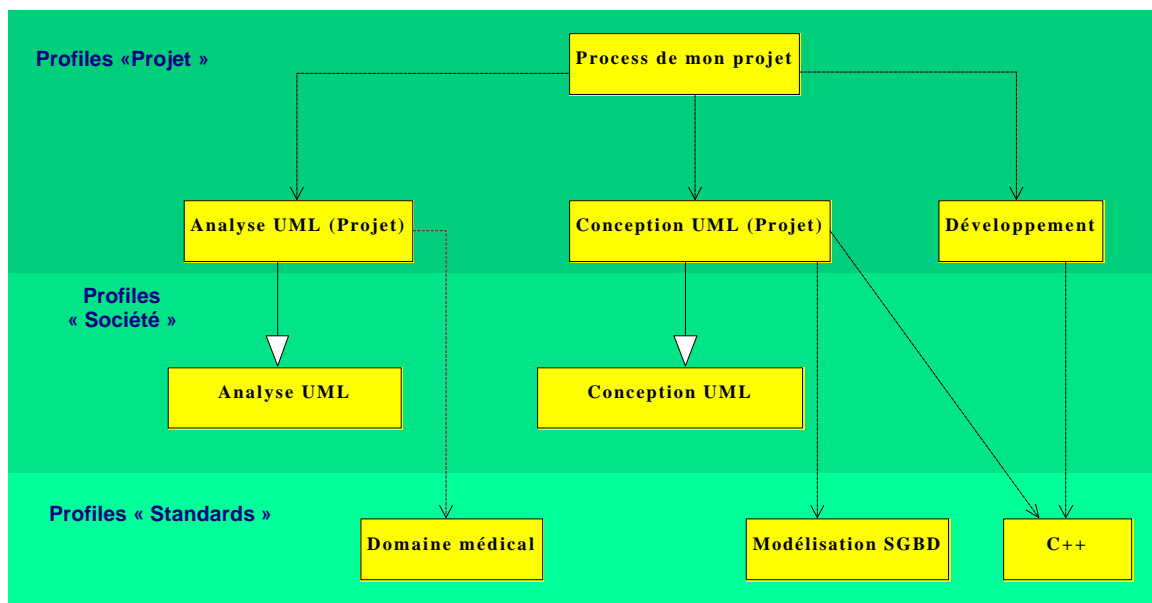 Profiles «Projet »
Process de mon projet
Analyse UML (Projet)
Conception UML (Projet)
Développement
Profiles
« Société »
Analyse UML
Conception UML
Profiles « Standards »
Domaine médical
Modélisation SGBD
C++